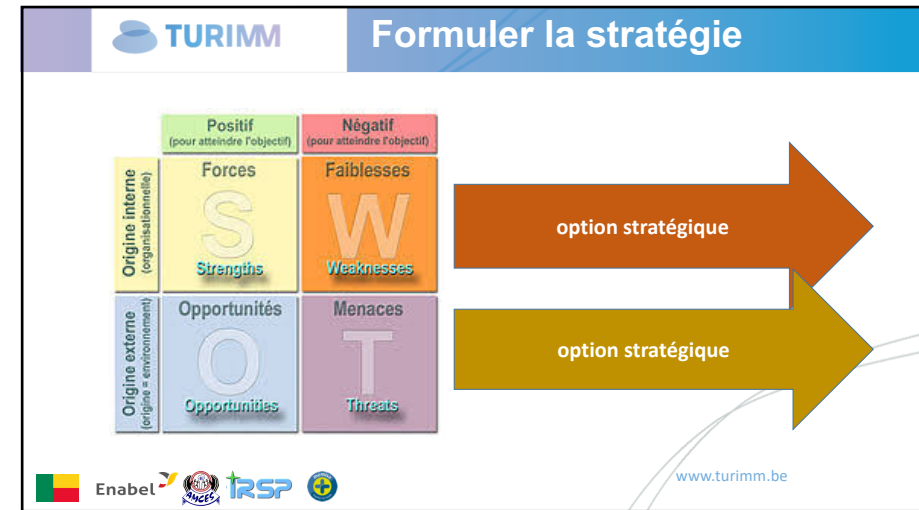 TURIMM
Formuler la stratégie
Positif
(pour atteindre l'objectif)
Négatif
(pour atteindre l'objectif)
Origine interne
(organisationnelle)
Forces
S
Strengths
Faiblesses
W
Weaknesses
option stratégique
Origine externe
(origine = environnement)
Opportunités
O
Opportunities
Menaces
T
Threats
option stratégique
Enabel
AMCES
IRSP
www.turimm.be